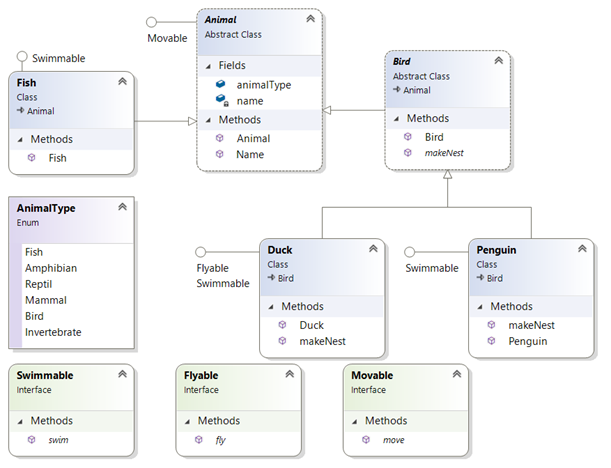 Movable
Animal
Abstract Class
Fields
animalType
name
Methods
Animal
Name
Swimmable
Fish
Class
Animal
Methods
Fish
Bird
Abstract Class
Animal
Methods
Bird
makeNest
AnimalType
Enum
Fish
Amphibian
Reptil
Mammal
Bird
Invertebrate
Flyable
Swimmable
Duck
Class
Bird
Methods
Duck
makeNest
Swimmable
Penguin
Class
Bird
Methods
makeNest
Penguin
Swimmable
Interface
Methods
swim
Flyable
Interface
Methods
fly
Movable
Interface
Methods
move